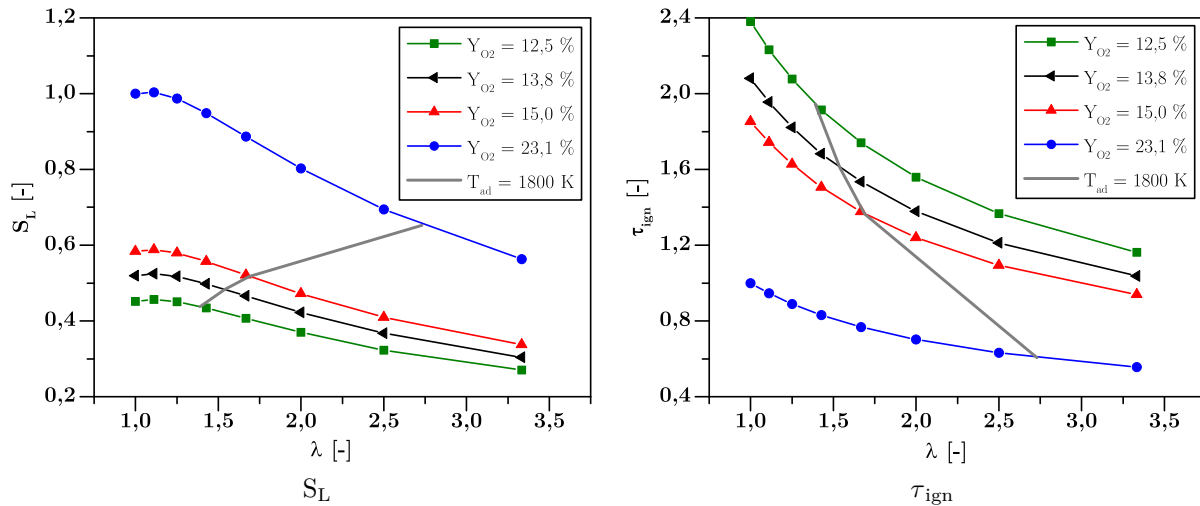 1,2
1,0
0,8
0,6
0,4
0,2
S_L [-]
Y_O2 = 12,5 %
Y_O2 = 13,8 %
Y_O2 = 15,0 %
Y_O2 = 23,1 %
T_ad = 1800 K
1,0 1,5 2,0 2,5 3,0 3,5
λ [-]
S_L
2,4
2,0
1,6
1,2
0,8
0,4
τ_ign [-]
Y_O2 = 12,5 %
Y_O2 = 13,8 %
Y_O2 = 15,0 %
Y_O2 = 23,1 %
T_ad = 1800 K
1,0 1,5 2,0 2,5 3,0 3,5
λ [-]
τ_ign